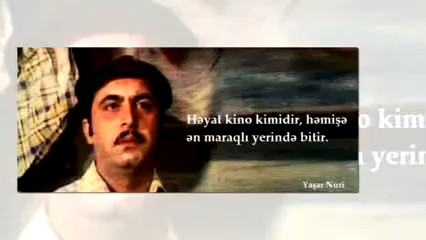 Həyat kino kimidir, həmişə
ən maraqlı yerində bitir.
Yaşar Nuri